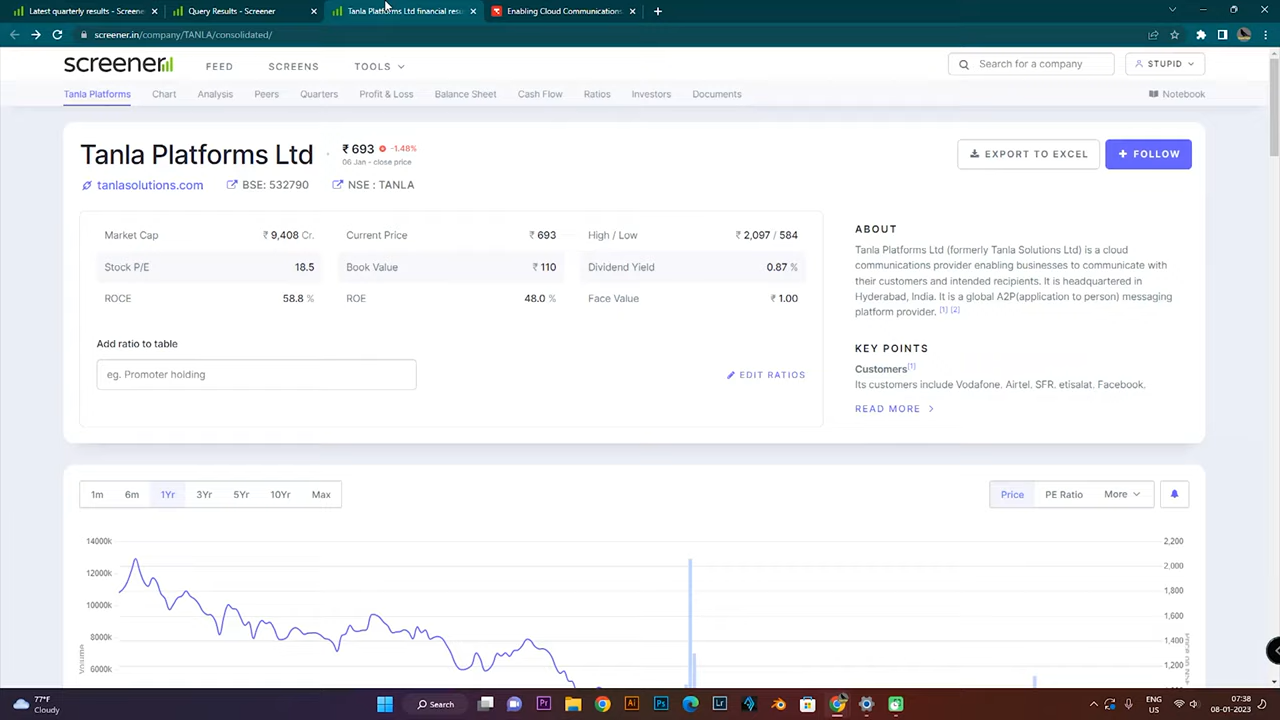 Latest quarterly results - Screener
Query Results - Screener
Tanla Platforms Ltd financial resu
Enabling Cloud Communications
screener.in/company/TANLA/consolidated/
screener
FEED
SCREENS
TOOLS
Search for a company
STUPID
Tanla Platforms
Chart
Analysis
Peers
Quarters
Profit & Loss
Balance Sheet
Cash Flow
Ratios
Investors
Documents
Notebook
Tanla Platforms Ltd
₹ 693 -1.48%
06 Jan - close price
EXPORT TO EXCEL
+ FOLLOW
tanlasolutions.com
BSE: 532790
NSE : TANLA
Market Cap ₹ 9,408 Cr.
Current Price ₹ 693
High / Low ₹ 2,097 / 584
Stock P/E 18.5
Book Value ₹ 110
Dividend Yield 0.87 %
ROCE 58.8 %
ROE 48.0 %
Face Value ₹ 1.00
Add ratio to table
eg. Promoter holding
EDIT RATIOS
ABOUT
Tanla Platforms Ltd (formerly Tanla Solutions Ltd) is a cloud
communications provider enabling businesses to communicate with
their customers and intended recipients. It is headquartered in
Hyderabad, India. It is a global A2P(application to person) messaging
platform provider. [1] [2]
KEY POINTS
Customers[1]
Its customers include Vodafone, Airtel, SFR, etisalat, Facebook.
READ MORE
1m
6m
1Yr
3Yr
5Yr
10Yr
Max
Price
PE Ratio
More
14000k
12000k
10000k
8000k
6000k
Volume
2,200
2,000
1,800
1,600
1,400
1,200
77°F
Cloudy
Search
ENG
US
07:38
08-01-2023